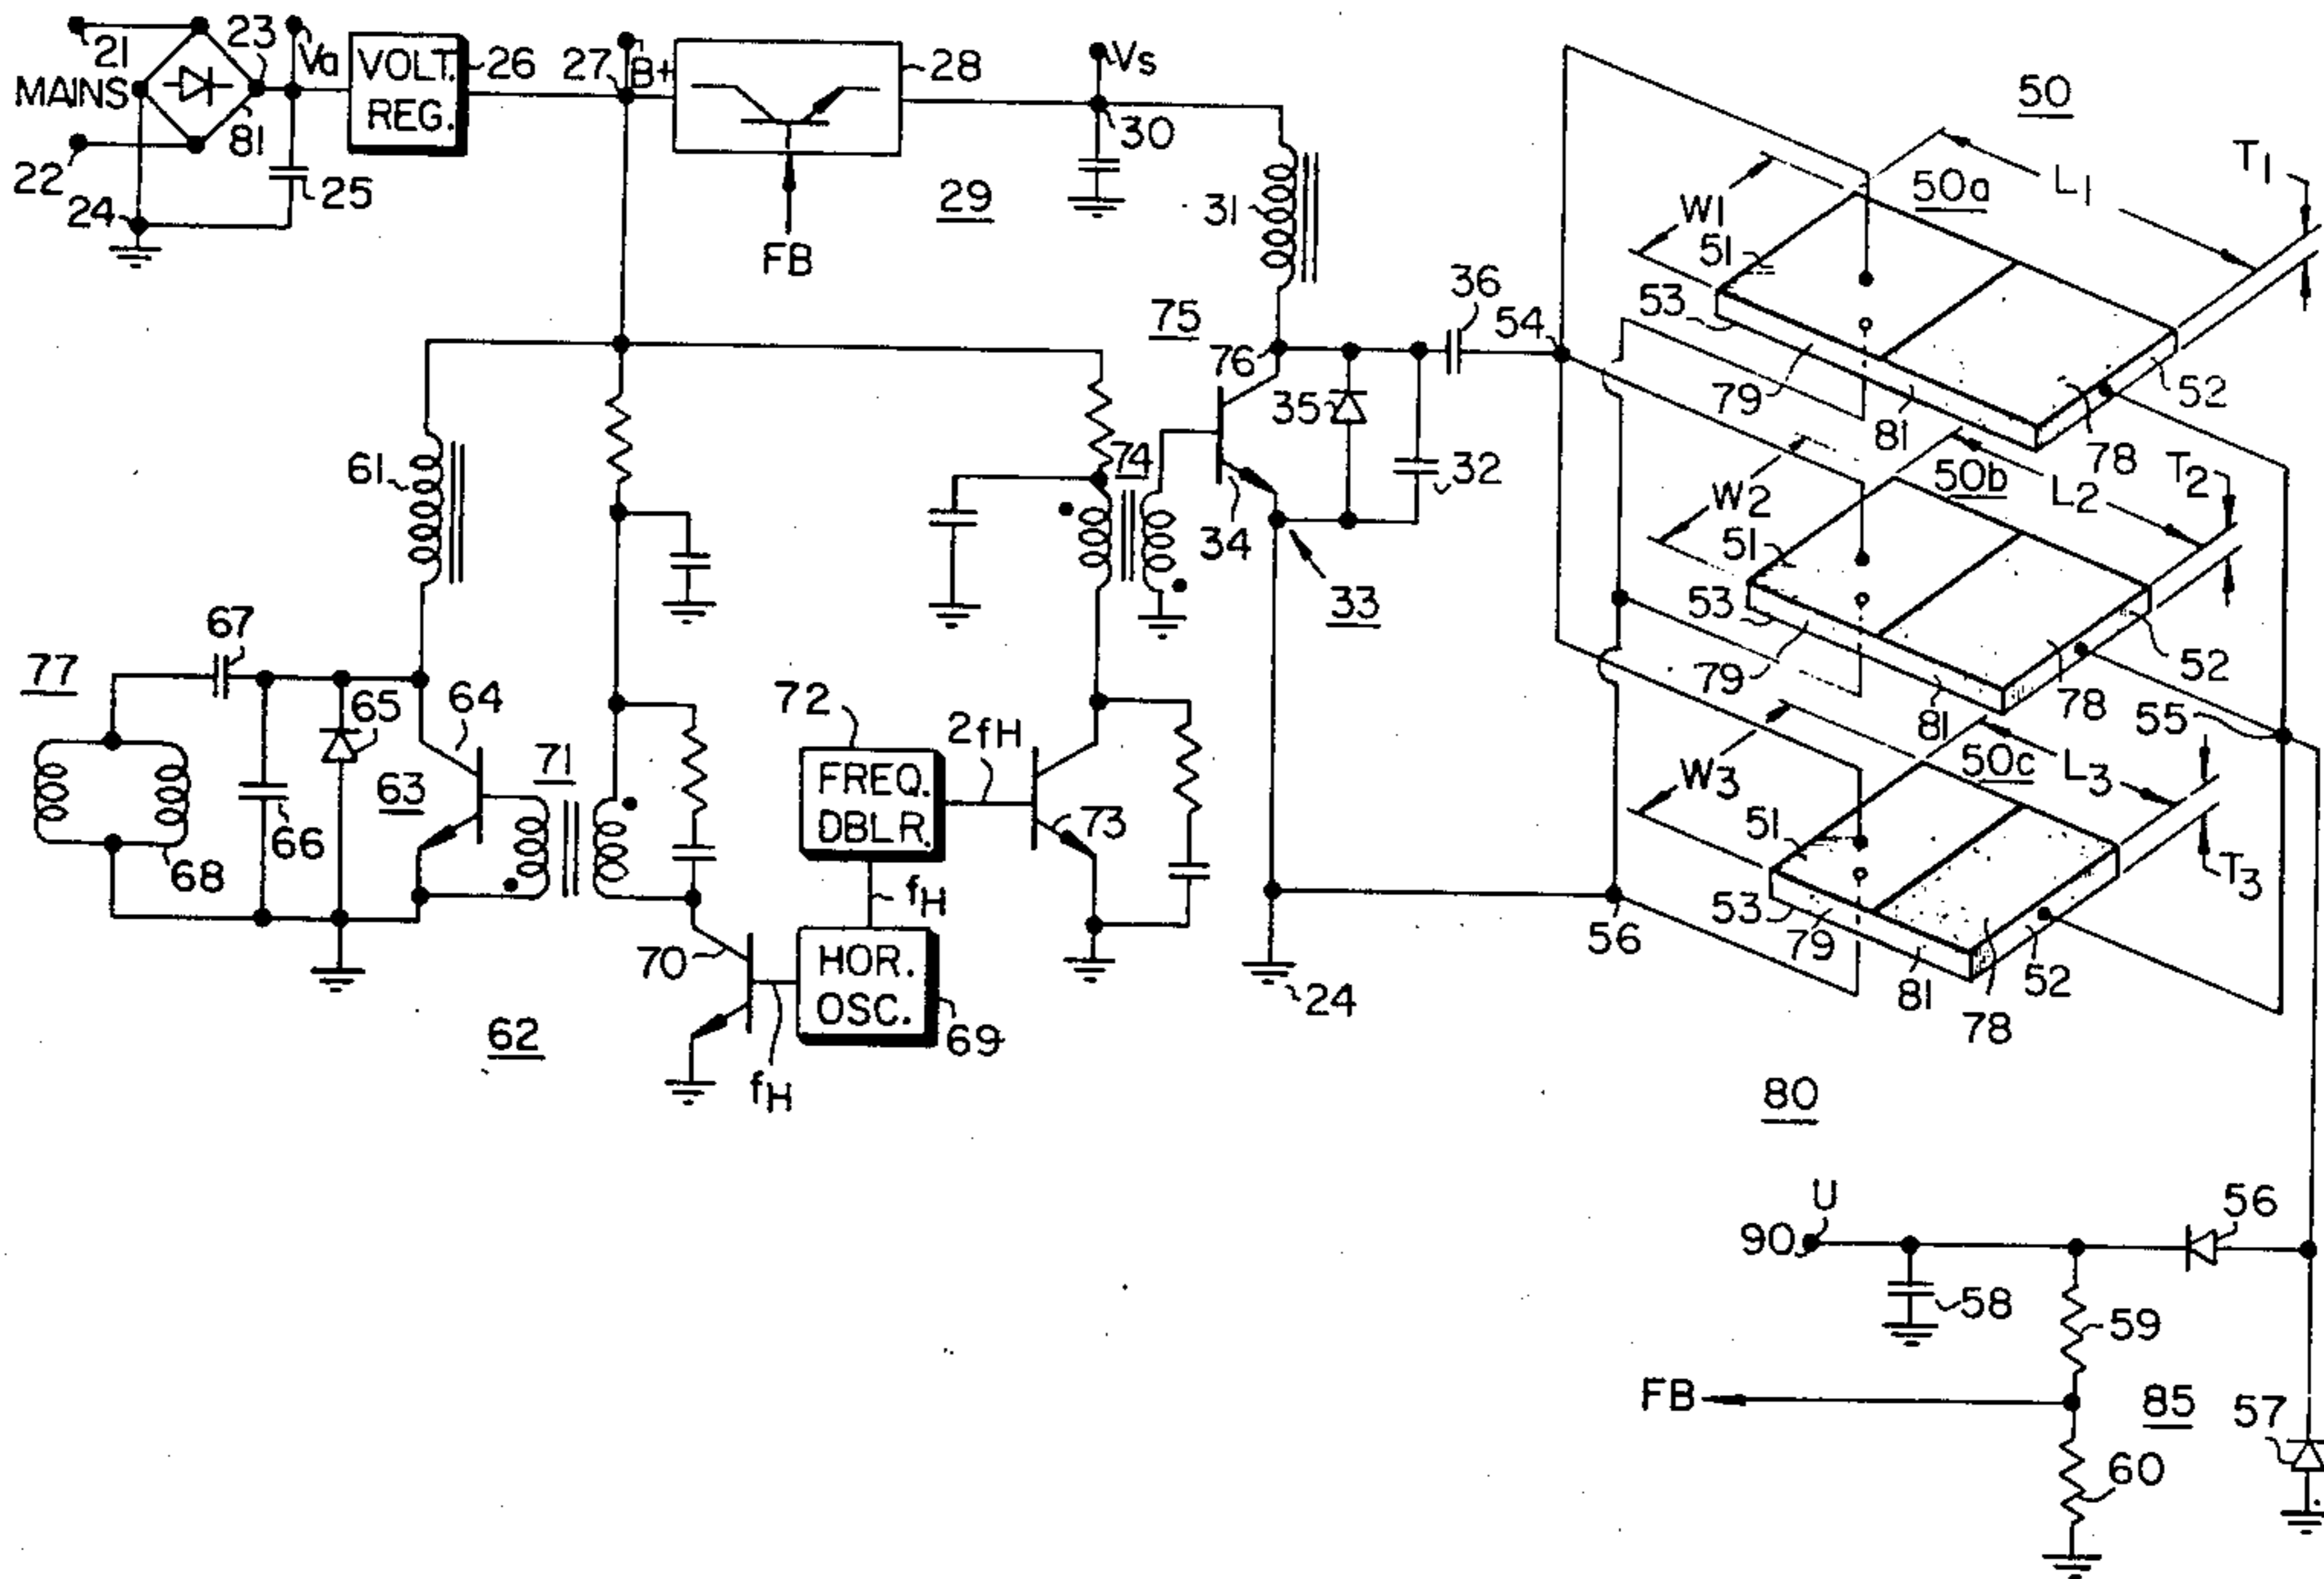 21
MAINS
22
24
23
81
Va
25
VOLT.
REG.
26
27
B+
28
FB
29
Vs
30
31
75
76
36
54
35
32
34
33
74
61
67
77
68
66
65
64
63
71
62
70
72
FREQ.
DBLR.
2fH
73
fH
HOR.
OSC.
69
fH
24
56
50
50a
L1
T1
W1
51
53
79
81
78
52
50b
L2
T2
W2
51
53
79
81
78
52
55
50c
L3
T3
W3
51
53
79
81
78
52
80
U
90
56
58
59
FB
85
57
60